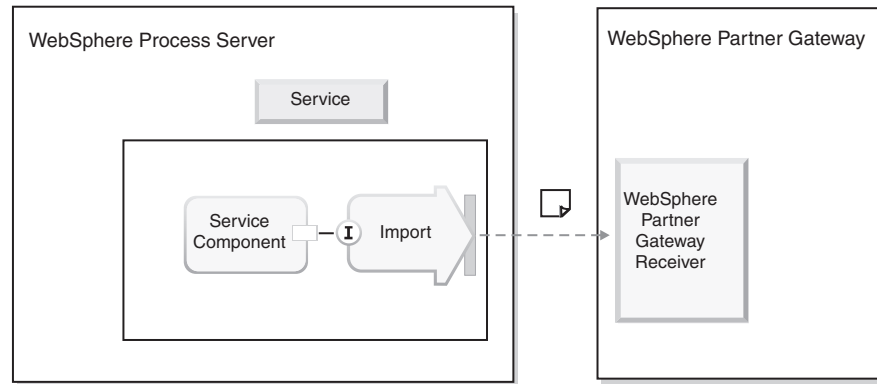 WebSphere Process Server
WebSphere Partner Gateway
Service
Service
Component
I
Import
WebSphere
Partner
Gateway
Receiver